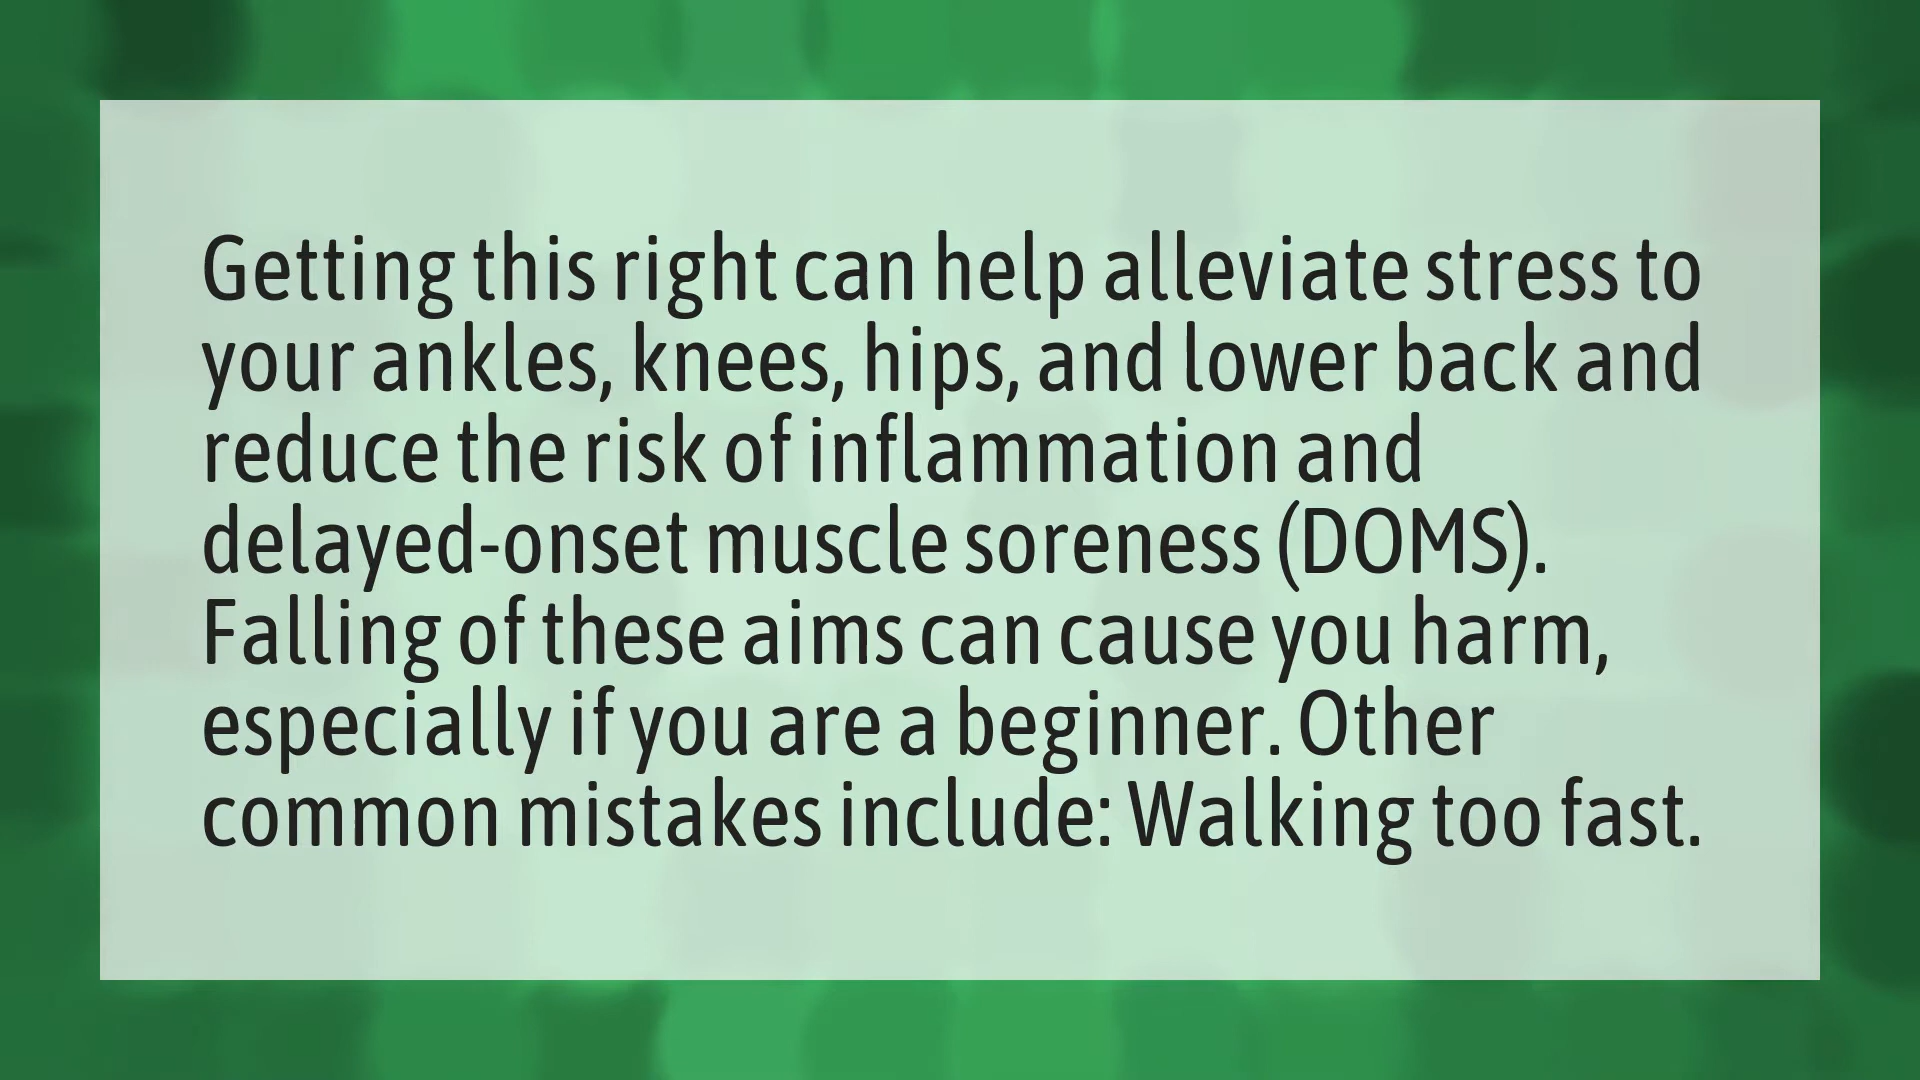 Getting this right can help alleviate stress to
your ankles, knees, hips, and lower back and
reduce the risk of inflammation and
delayed-onset muscle soreness (DOMS).
Falling of these aims can cause you harm,
especially if you are a beginner. Other
common mistakes include: Walking too fast.